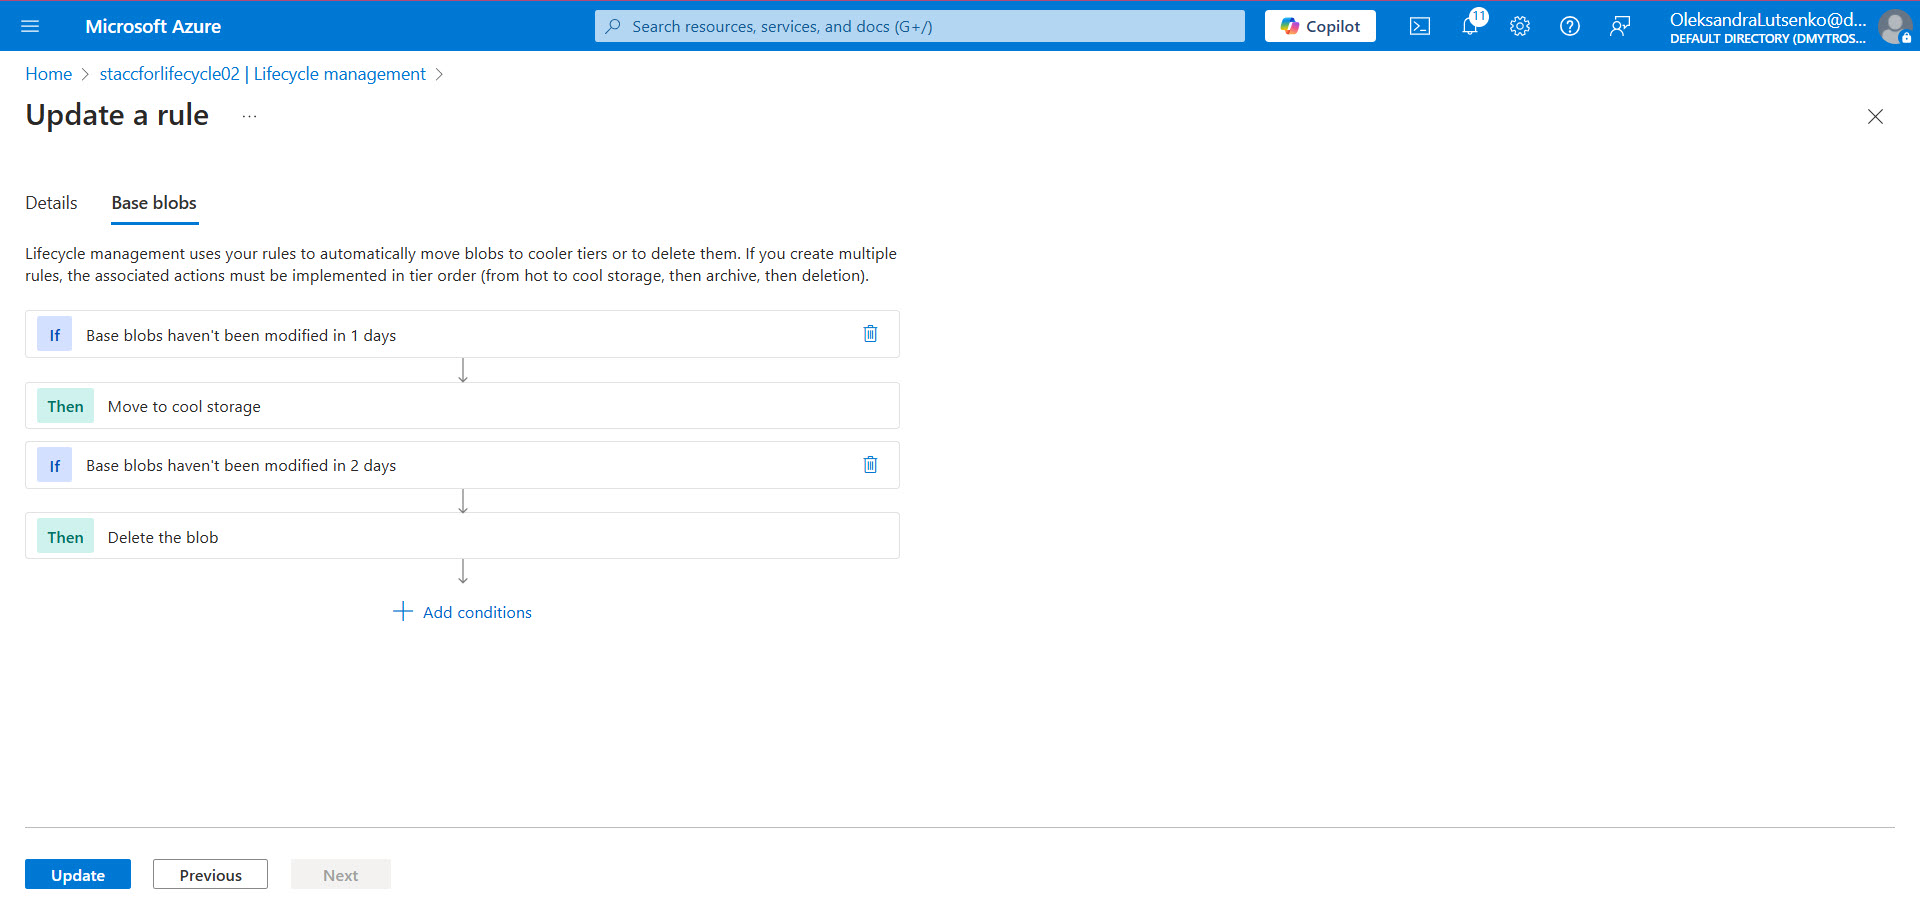 Microsoft Azure
Search resources, services, and docs (G+/)
Copilot
11
OleksandraLutsenko@d...
DEFAULT DIRECTORY (DMYTROS...
Home > staccforlifecycle02 | Lifecycle management >
Update a rule ...
Details
Base blobs
Lifecycle management uses your rules to automatically move blobs to cooler tiers or to delete them. If you create multiple
rules, the associated actions must be implemented in tier order (from hot to cool storage, then archive, then deletion).
If Base blobs haven't been modified in 1 days
Then Move to cool storage
If Base blobs haven't been modified in 2 days
Then Delete the blob
Add conditions
Update
Previous
Next